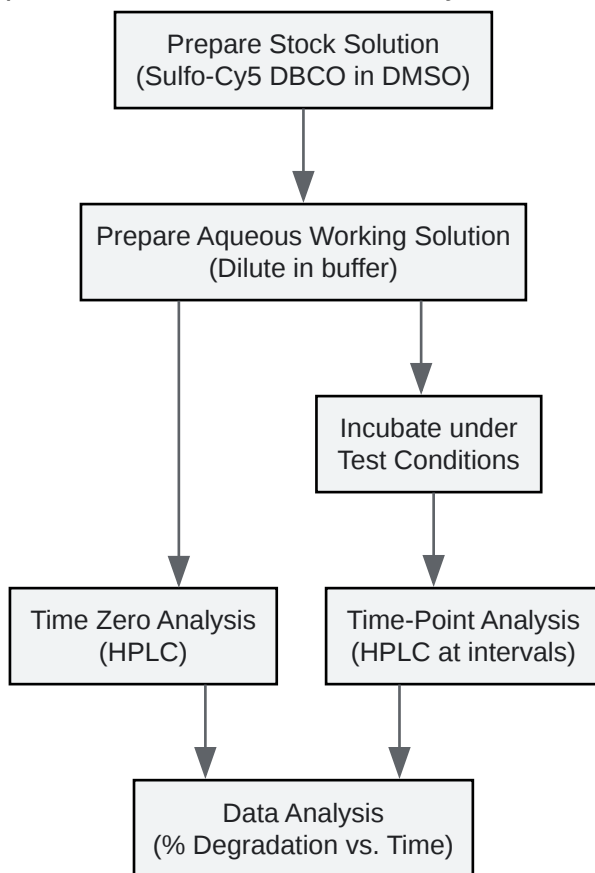 Prepare Stock Solution
(Sulfo-Cy5 DBCO in DMSO)
Prepare Aqueous Working Solution
(Dilute in buffer)
Incubate under
Test Conditions
Time Zero Analysis
(HPLC)
Time-Point Analysis
(HPLC at intervals)
Data Analysis
(% Degradation vs. Time)